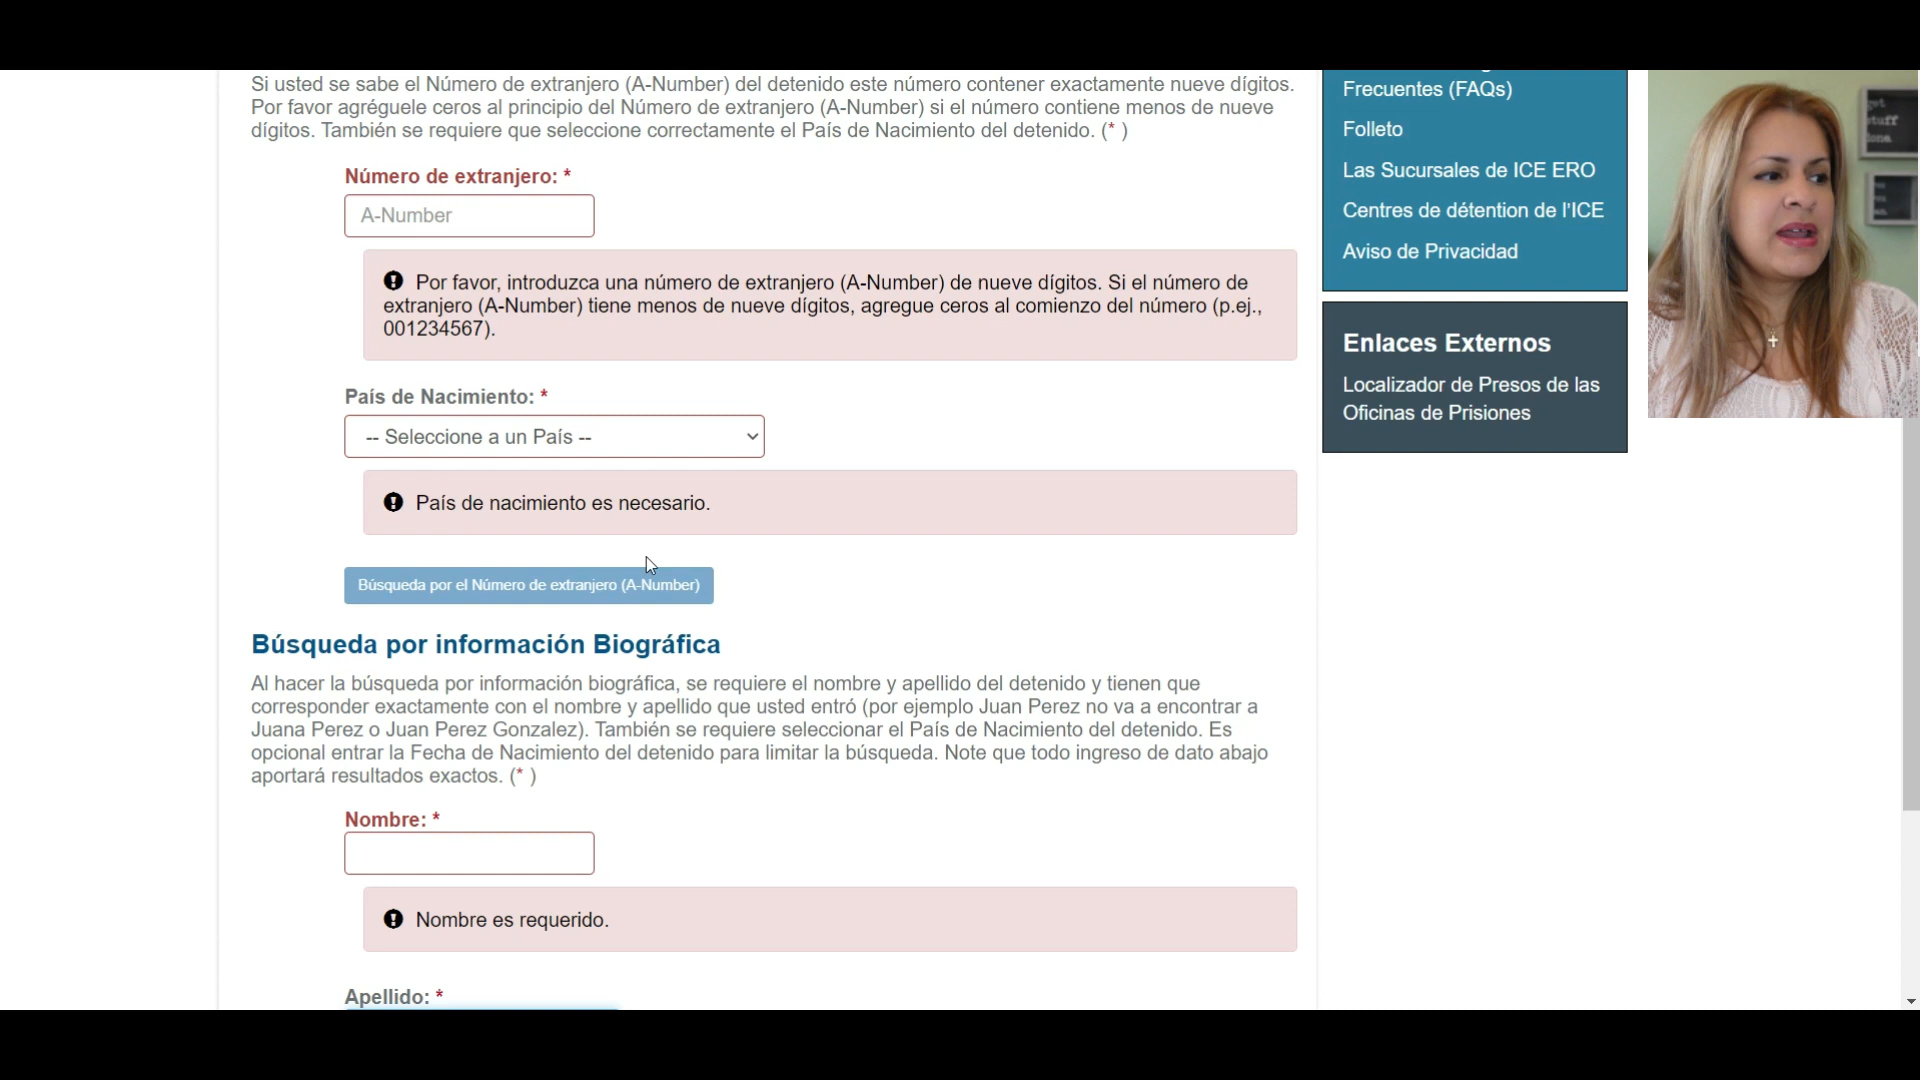 Si usted se sabe el Número de extranjero (A-Number) del detenido este número contener exactamente nueve dígitos.
Por favor agréguele ceros al principio del Número de extranjero (A-Number) si el número contiene menos de nueve
dígitos. También se requiere que seleccione correctamente el País de Nacimiento del detenido. (* )
Número de extranjero: *
A-Number
Por favor, introduzca una número de extranjero (A-Number) de nueve dígitos. Si el número de
extranjero (A-Number) tiene menos de nueve dígitos, agregue ceros al comienzo del número (p.ej.,
001234567).
País de Nacimiento: *
-- Seleccione a un País --
País de nacimiento es necesario.
Búsqueda por el Número de extranjero (A-Number)
Búsqueda por información Biográfica
Al hacer la búsqueda por información biográfica, se requiere el nombre y apellido del detenido y tienen que
corresponder exactamente con el nombre y apellido que usted entró (por ejemplo Juan Perez no va a encontrar a
Juana Perez o Juan Perez Gonzalez). También se requiere seleccionar el País de Nacimiento del detenido. Es
opcional entrar la Fecha de Nacimiento del detenido para limitar la búsqueda. Note que todo ingreso de dato abajo
aportará resultados exactos. (* )
Nombre: *
Nombre es requerido.
Apellido: *
Frecuentes (FAQs)
Folleto
Las Sucursales de ICE ERO
Centres de détention de l'ICE
Aviso de Privacidad
Enlaces Externos
Localizador de Presos de las
Oficinas de Prisiones
stuff